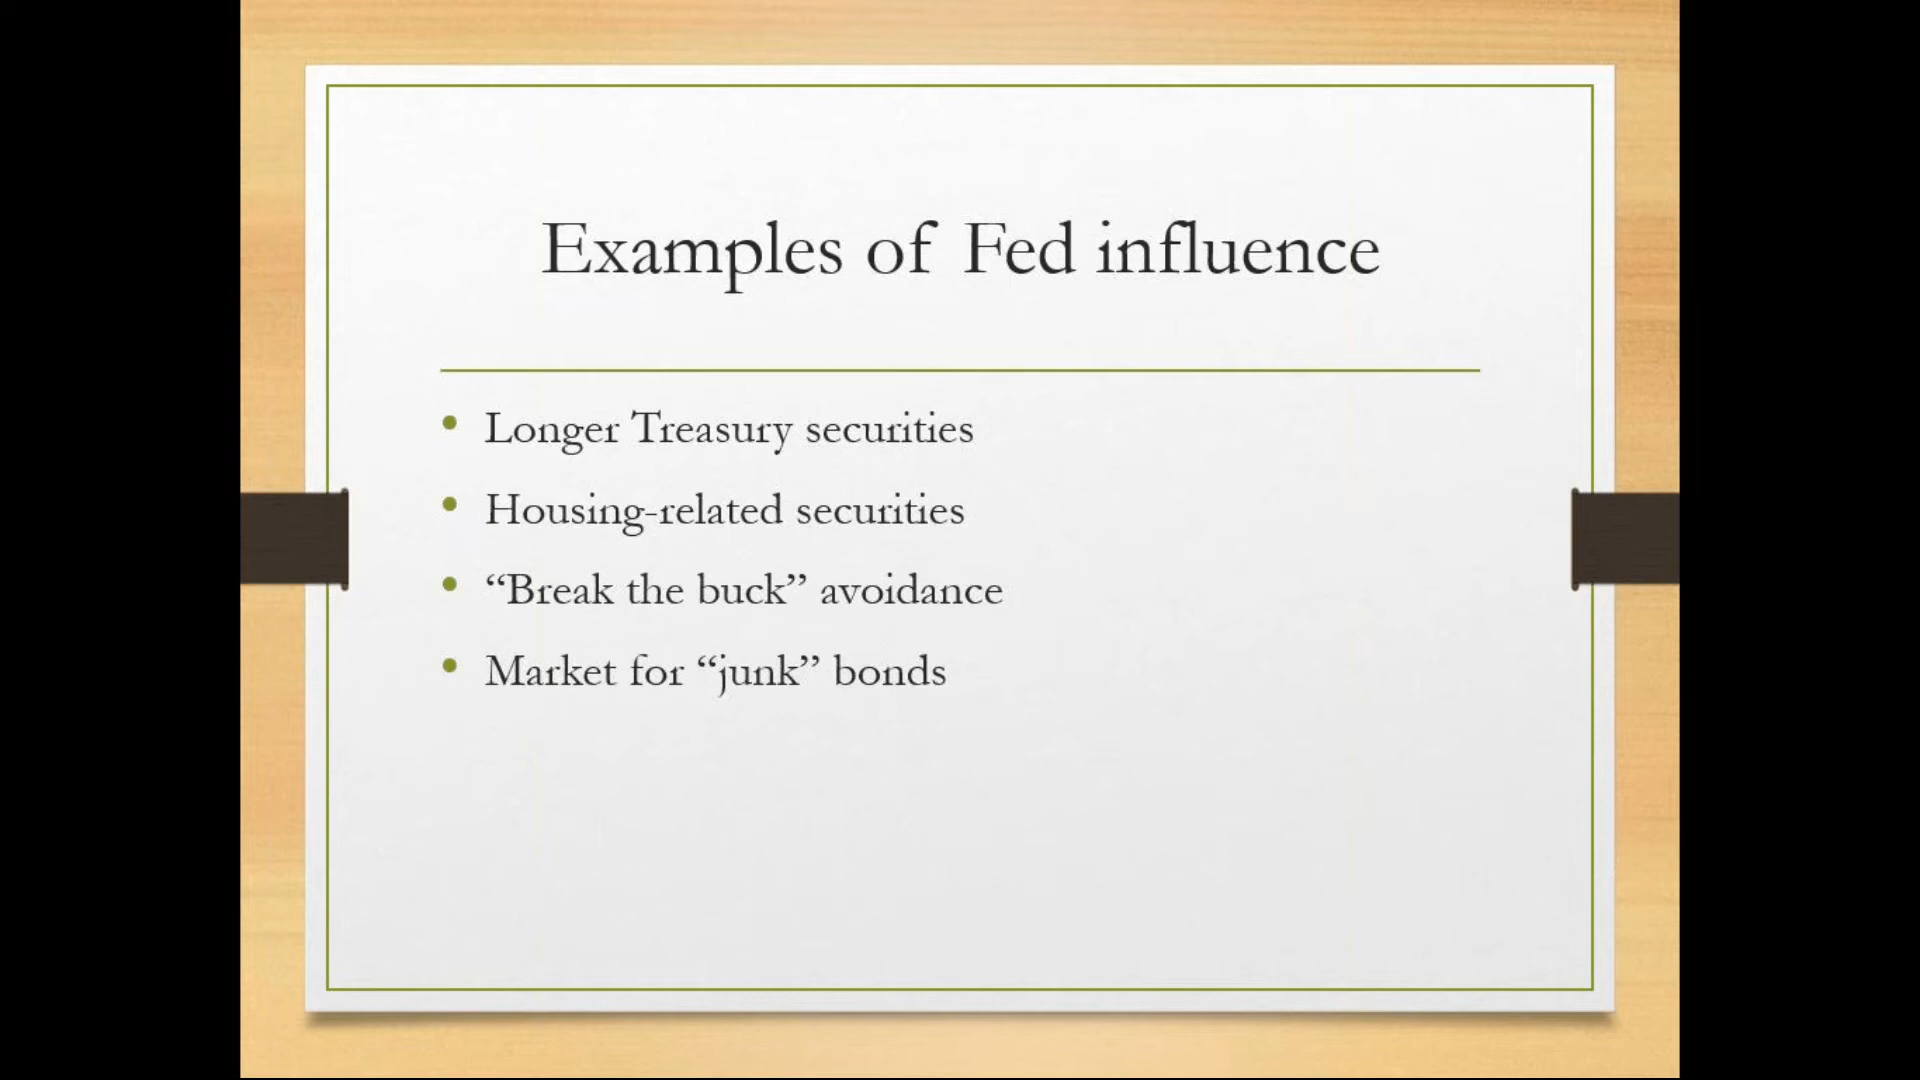 Examples of Fed influence
• Longer Treasury securities
• Housing-related securities
• “Break the buck” avoidance
• Market for “junk” bonds